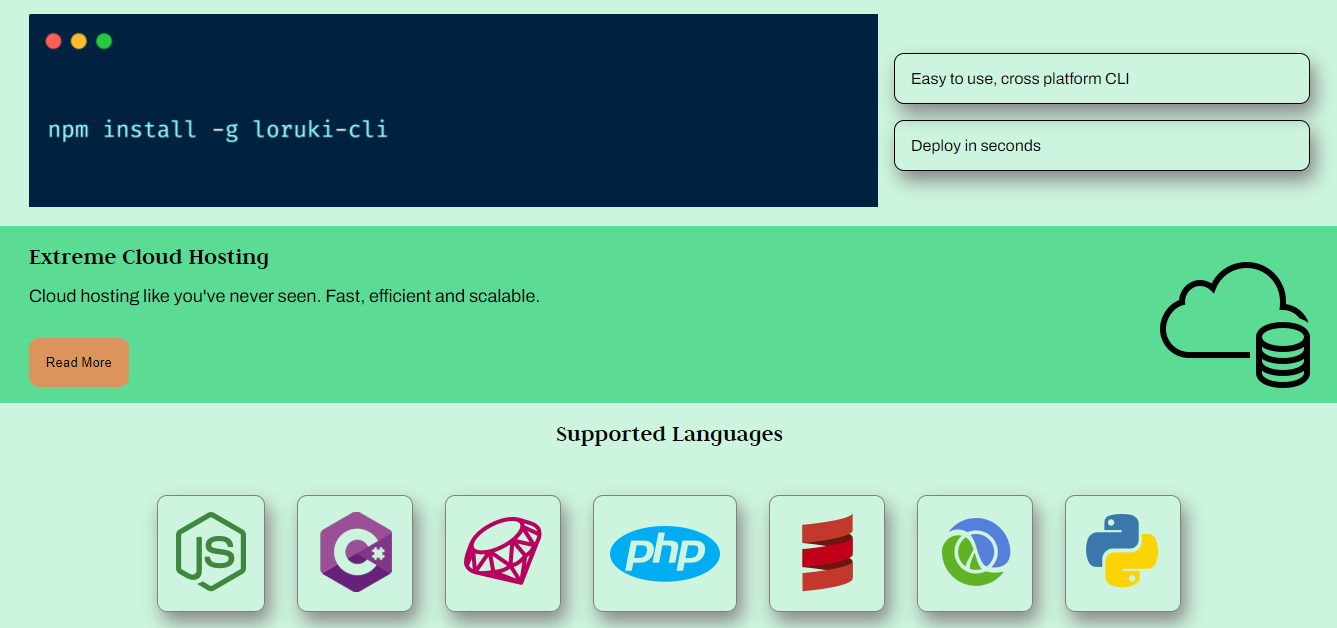 npm install -g loruki-cli
Easy to use, cross platform CLI
Deploy in seconds
Extreme Cloud Hosting
Cloud hosting like you've never seen. Fast, efficient and scalable.
Read More
Supported Languages
JS
C#
php